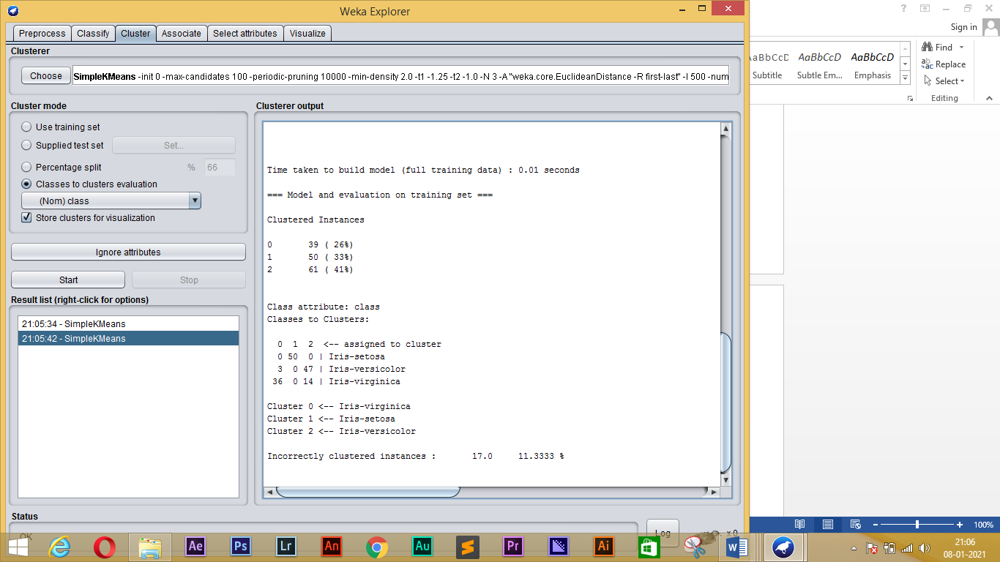 Weka Explorer
Preprocess Classify Cluster Associate Select attributes Visualize
Clusterer
Choose SimpleKMeans -init 0 -max-candidates 100 -periodic-pruning 10000 -min-density 2.0 -t1 -1.25 -t2 -1.0 -N 3 -A "weka.core.EuclideanDistance -R first-last" -I 500 -num
Cluster mode
Use training set
Supplied test set Set...
Percentage split % 66
Classes to clusters evaluation
(Nom) class
Store clusters for visualization
Ignore attributes
Start Stop
Result list (right-click for options)
21:05:34 - SimpleKMeans
21:05:42 - SimpleKMeans
Clusterer output
Time taken to build model (full training data) : 0.01 seconds
=== Model and evaluation on training set ===
Clustered Instances
0 39 ( 26%)
1 50 ( 33%)
2 61 ( 41%)
Class attribute: class
Classes to Clusters:
0 1 2 <-- assigned to cluster
0 50 0 | Iris-setosa
3 0 47 | Iris-versicolor
36 0 14 | Iris-virginica
Cluster 0 <-- Iris-virginica
Cluster 1 <-- Iris-setosa
Cluster 2 <-- Iris-versicolor
Incorrectly clustered instances : 17.0 11.3333 %
Status
OK
Log x 0
Sign in
AaBbCcD AaBbCcD
Subtitle Subtle Em... Emphasis
Find
Replace
Select
Editing
100%
Ae Ps Lr An Au Pr Ai W
21:06
08-01-2021